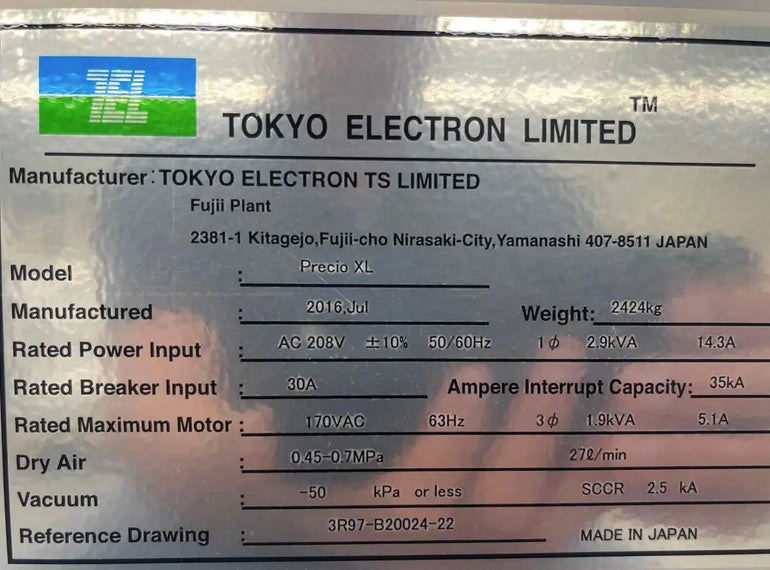 TEL
TOKYO ELECTRON LIMITED™
Manufacturer:TOKYO ELECTRON TS LIMITED
Fujii Plant
2381-1 Kitagejo,Fujii-cho Nirasaki-City,Yamanashi 407-8511 JAPAN
Model : Precio XL
Manufactured : 2016,Jul Weight: 2424kg
Rated Power Input : AC 208V ±10% 50/60Hz 1ϕ 2.9kVA 14.3A
Rated Breaker Input : 30A Ampere Interrupt Capacity: 35kA
Rated Maximum Motor : 170VAC 63Hz 3ϕ 1.9kVA 5.1A
Dry Air : 0.45-0.7MPa 27ℓ/min
Vacuum : -50 kPa or less SCCR 2.5 kA
Reference Drawing : 3R97-B20024-22 MADE IN JAPAN